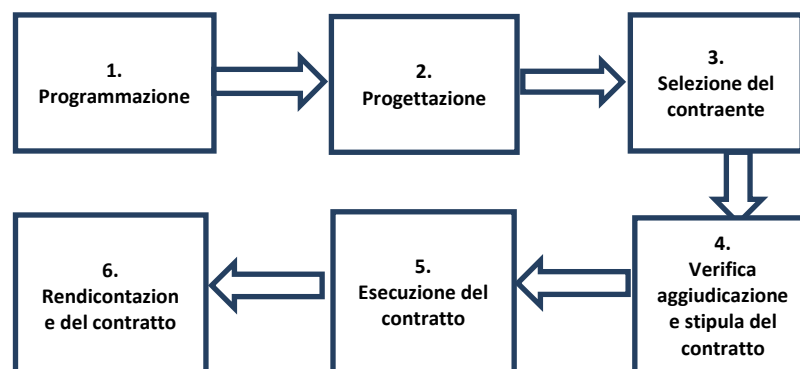 1.
Programmazione
2.
Progettazione
3.
Selezione del
contraente
4.
Verifica
aggiudicazione
e stipula del
contratto
5.
Esecuzione del
contratto
6.
Rendicontazion
e del contratto